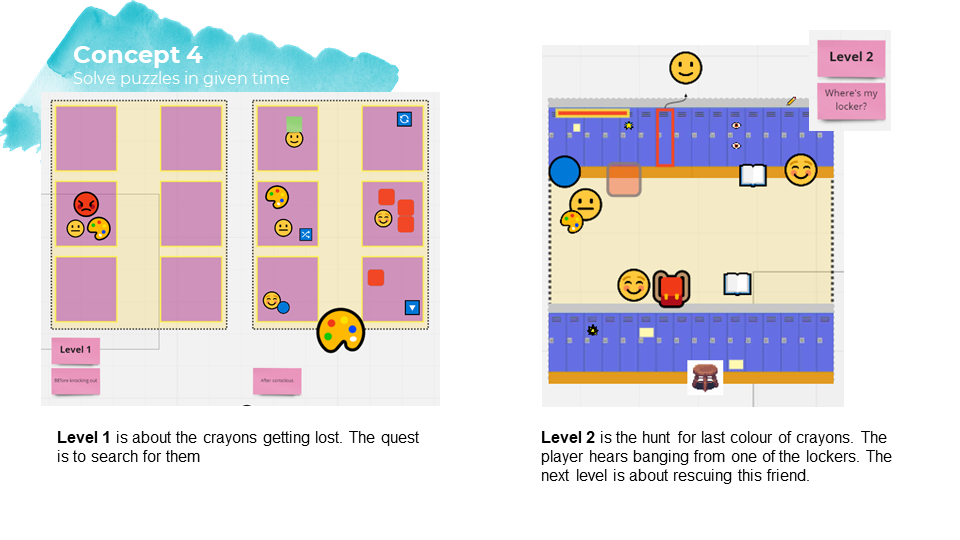 Concept 4
Solve puzzles in given time
Level 2
Where's my
locker?
Level 1
BEfore knocking out
After conscious
Level 1 is about the crayons getting lost. The quest
is to search for them
Level 2 is the hunt for last colour of crayons. The
player hears banging from one of the lockers. The
next level is about rescuing this friend.